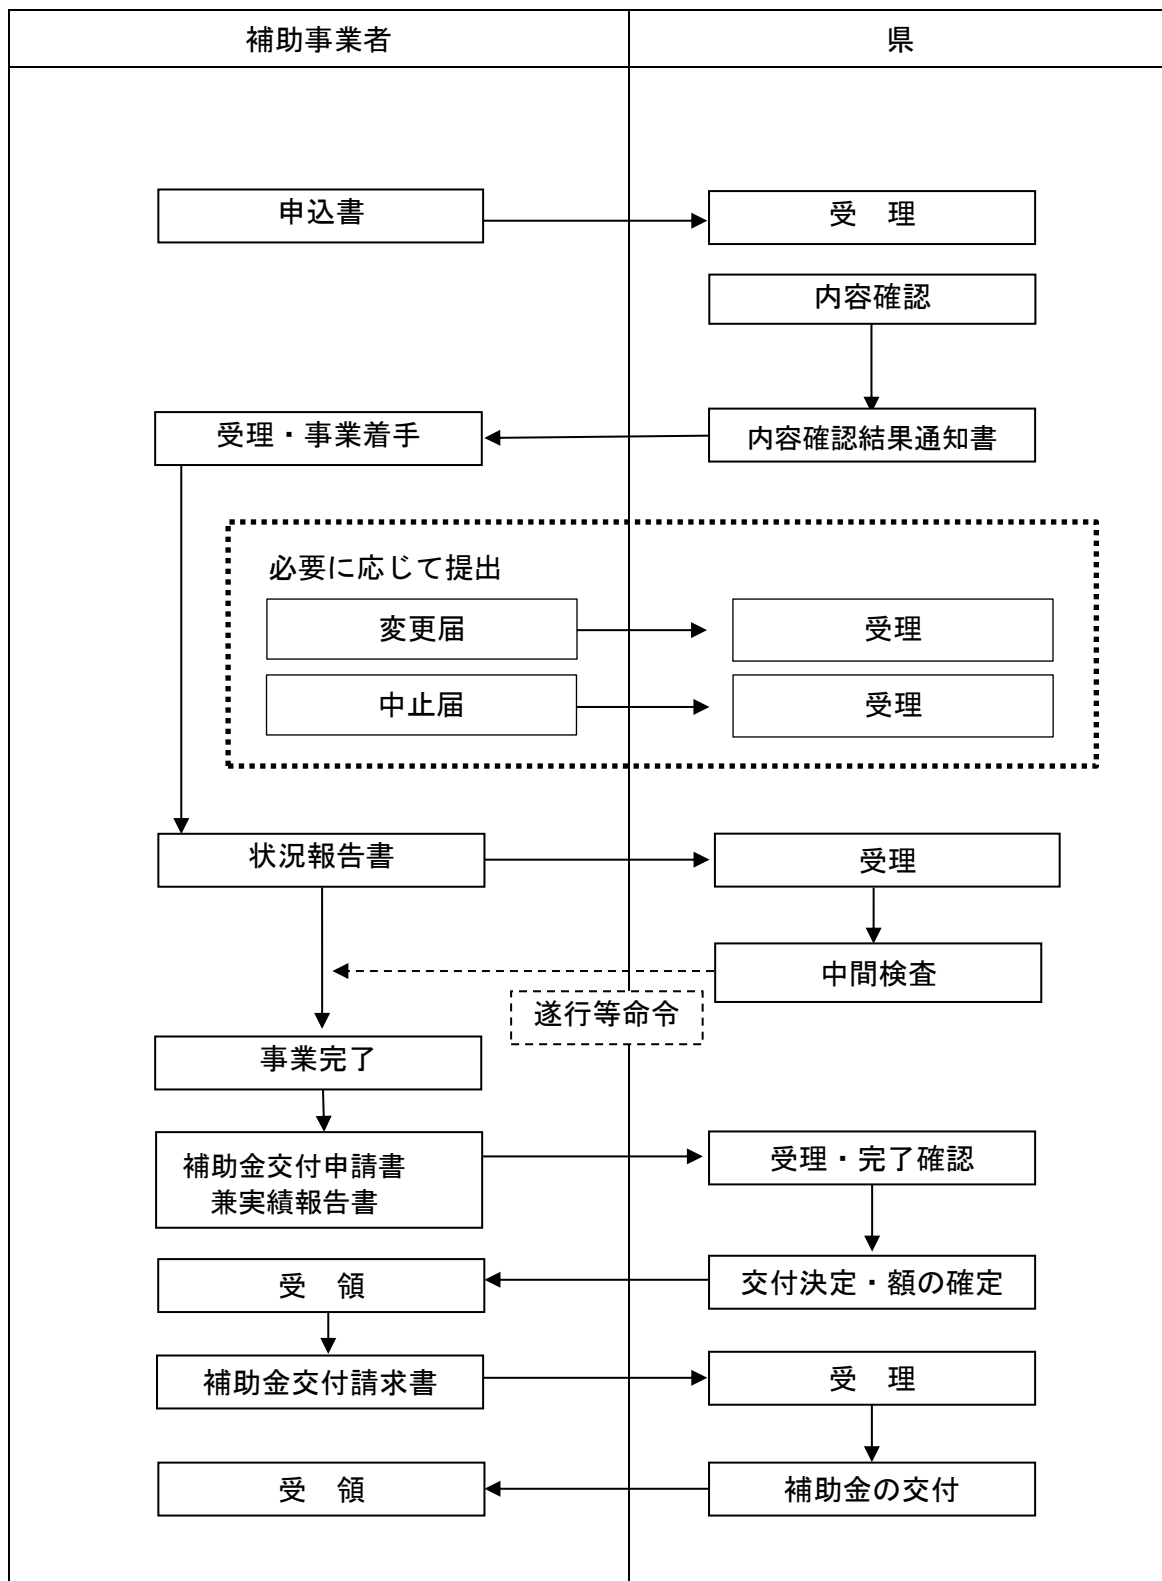 補助事業者
県
申込書
受　理
内容確認
受理・事業着手
内容確認結果通知書
必要に応じて提出
変更届
受理
中止届
受理
状況報告書
受理
中間検査
遂行等命令
事業完了
補助金交付申請書
兼実績報告書
受理・完了確認
受　領
交付決定・額の確定
補助金交付請求書
受　理
受　領
補助金の交付